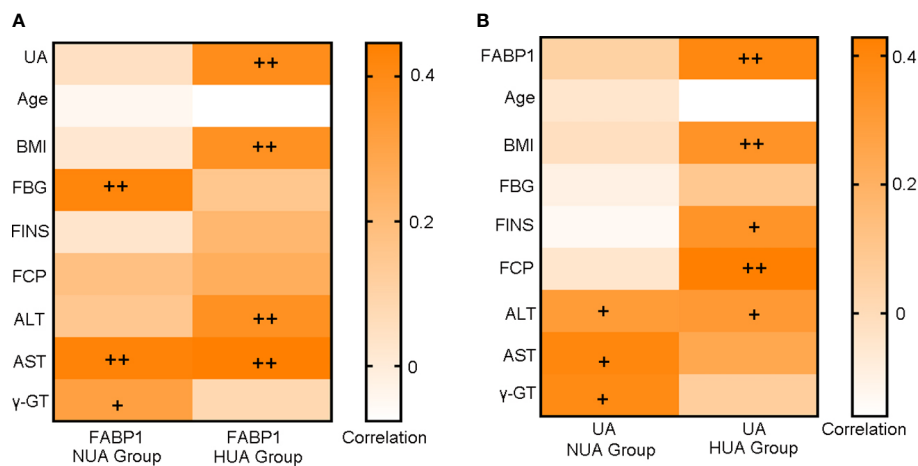 A
UA ++
Age
BMI ++
FBG ++
FINS
FCP
ALT ++
AST ++ ++
γ-GT +
FABP1 NUA Group
FABP1 HUA Group
0.4
0.2
0
Correlation
B
FABP1 ++
Age
BMI ++
FBG
FINS +
FCP ++
ALT + +
AST +
γ-GT +
UA NUA Group
UA HUA Group
0.4
0.2
0
Correlation